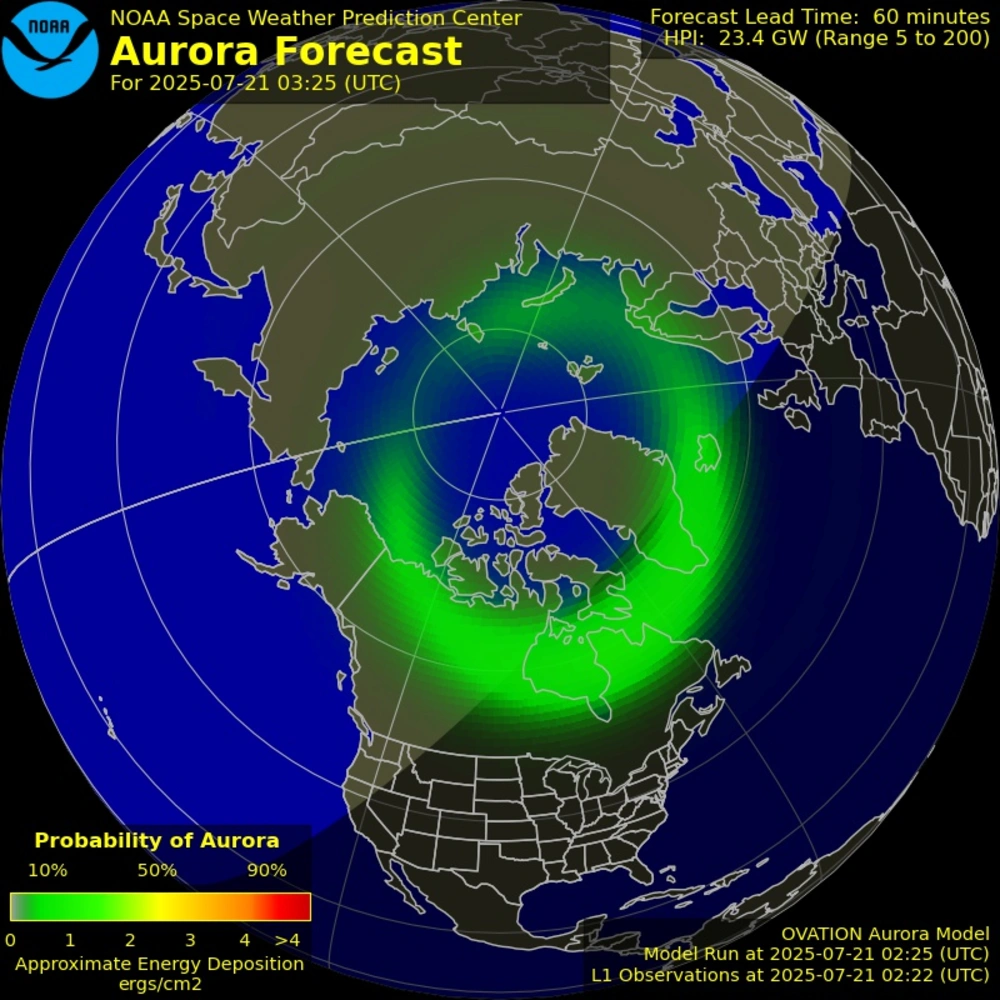 NOAA
NOAA Space Weather Prediction Center
Aurora Forecast
For 2025-07-21 03:25 (UTC)
Forecast Lead Time: 60 minutes
HPI: 23.4 GW (Range 5 to 200)
Probability of Aurora
10% 50% 90%
0 1 2 3 4 >4
Approximate Energy Deposition
ergs/cm2
OVATION Aurora Model
Model Run at 2025-07-21 02:25 (UTC)
L1 Observations at 2025-07-21 02:22 (UTC)